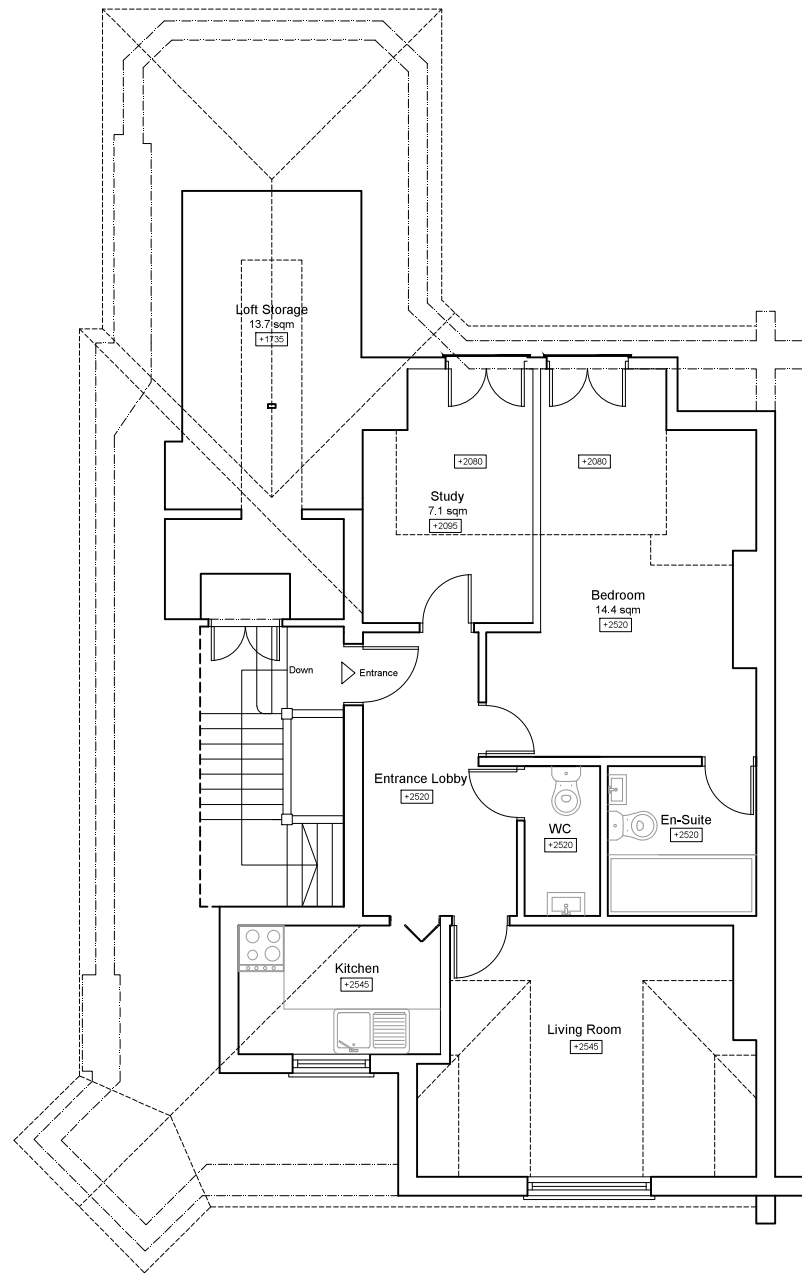 Loft Storage
13.7 sqm
+1735
+2080
+2080
Study
7.1 sqm
+2095
Bedroom
14.4 sqm
+2520
Down
Entrance
Entrance Lobby
+2520
WC
+2520
En-Suite
+2520
Kitchen
+2545
Living Room
+2545